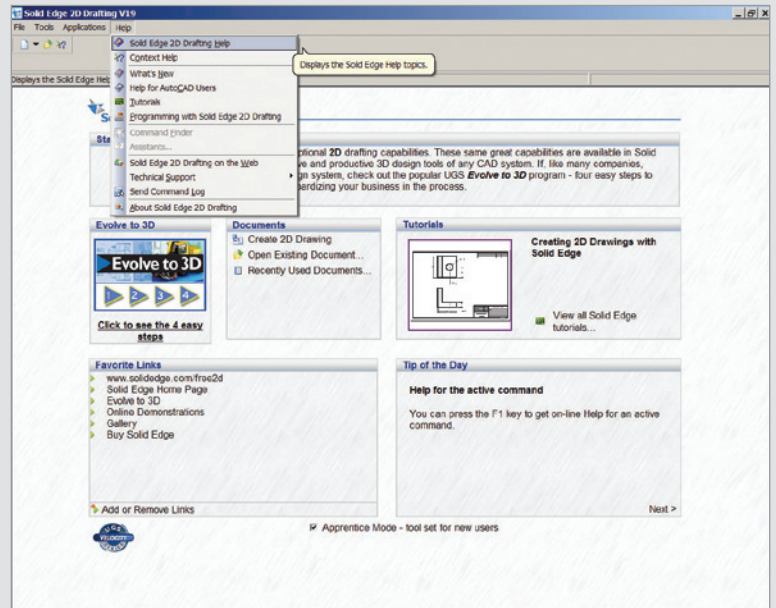 Solid Edge 2D Drafting V19
File Tools Applications Help
Solid Edge 2D Drafting Help
Context Help
Displays the Solid Edge Help topics.
What's New
Displays the Solid Edge Help
Help for AutoCAD Users
Tutorials
Programming with Solid Edge 2D Drafting
Command Finder
Assistants...
Solid Edge 2D Drafting on the Web
Technical Support
Send Command Log
About Solid Edge 2D Drafting
ptional 2D drafting capabilities. These same great capabilities are available in Solid
ve and productive 3D design tools of any CAD system. If, like many companies,
gn system, check out the popular UGS Evolve to 3D program - four easy steps to
pardizing your business in the process.
Evolve to 3D
Evolve to 3D
1 2 3 4
Click to see the 4 easy
steps
Documents
Create 2D Drawing
Open Existing Document...
Recently Used Documents...
Tutorials
Creating 2D Drawings with
Solid Edge
View all Solid Edge
tutorials...
Favorite Links
www.solidedge.com/free2d
Solid Edge Home Page
Evolve to 3D
Online Demonstrations
Gallery
Buy Solid Edge
Add or Remove Links
Tip of the Day
Help for the active command
You can press the F1 key to get on-line Help for an active
command.
Next >
UGS
VELOCITY
SERIES
Apprentice Mode - tool set for new users